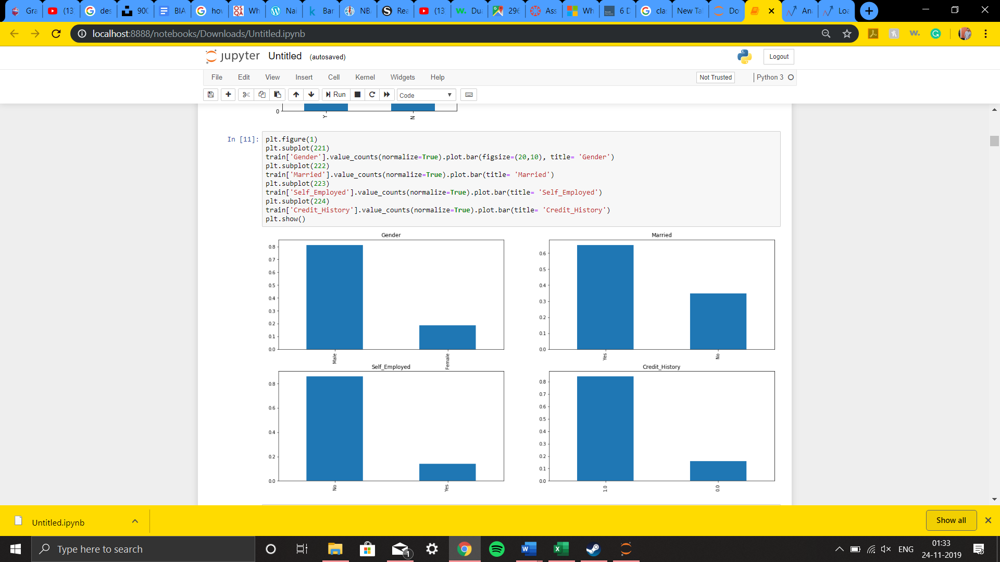 Gra
(13
des
900
BIA
hov
Wh
Nai
Bar
NB
Rea
(13
Dua
296
Ass
Wh
6 D
cla
New Ta
Do
An
Loa
localhost:8888/notebooks/Downloads/Untitled.ipynb
jupyter Untitled (autosaved)
Logout
File Edit View Insert Cell Kernel Widgets Help
Not Trusted
Python 3
Run
Code
0
Y N
In [11]:
plt.figure(1)
plt.subplot(221)
train['Gender'].value_counts(normalize=True).plot.bar(figsize=(20,10), title= 'Gender')
plt.subplot(222)
train['Married'].value_counts(normalize=True).plot.bar(title= 'Married')
plt.subplot(223)
train['Self_Employed'].value_counts(normalize=True).plot.bar(title= 'Self_Employed')
plt.subplot(224)
train['Credit_History'].value_counts(normalize=True).plot.bar(title= 'Credit_History')
plt.show()
Gender
0.8
0.7
0.6
0.5
0.4
0.3
0.2
0.1
0.0
Male Female
Married
0.6
0.5
0.4
0.3
0.2
0.1
0.0
Yes No
Self_Employed
0.8
0.6
0.4
0.2
0.0
No Yes
Credit_History
0.8
0.7
0.6
0.5
0.4
0.3
0.2
0.1
0.0
1.0 0.0
Untitled.ipynb
Show all
Type here to search
1
ENG
01:33
24-11-2019